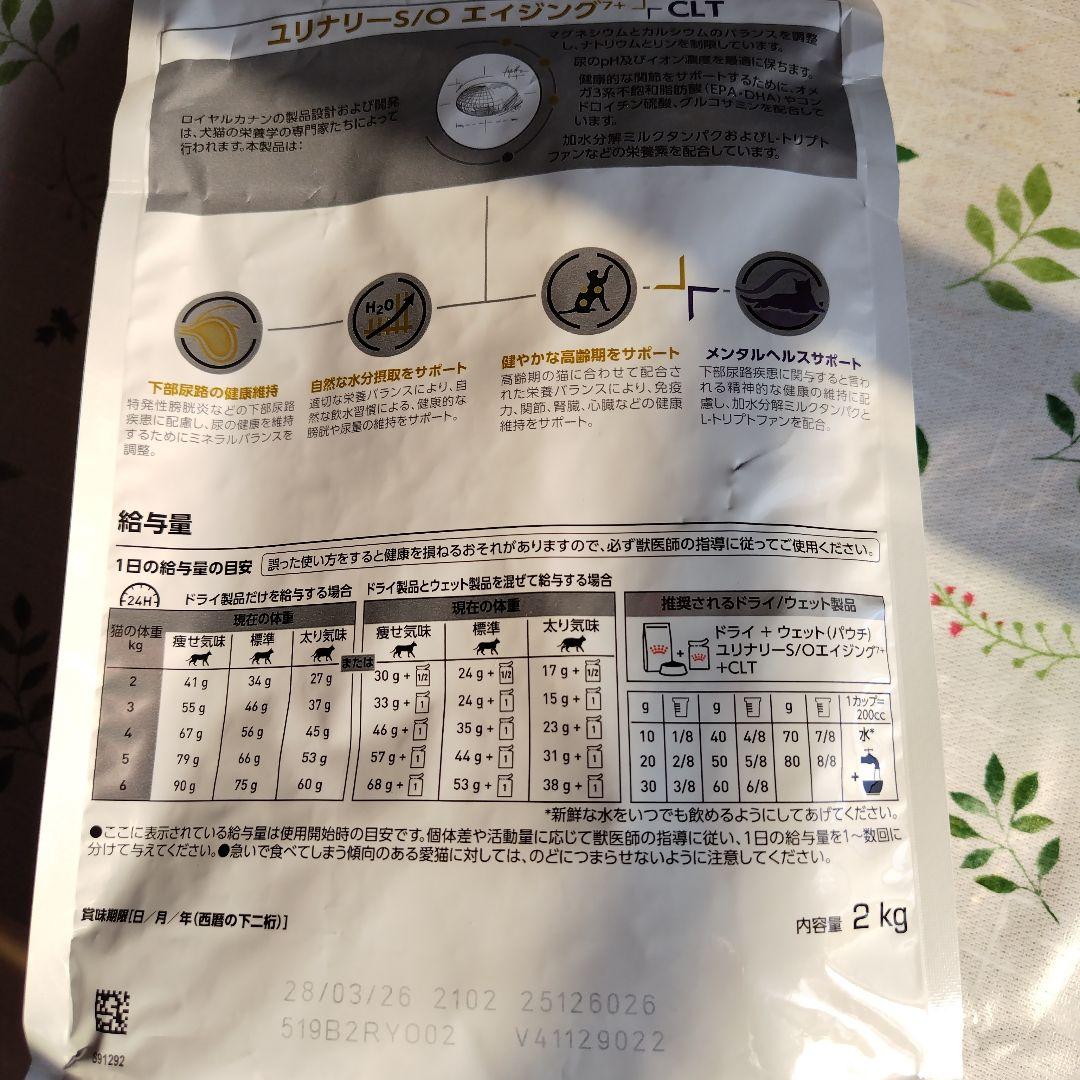 ユリナリーS/O エイジング7+ + CLT
ロイヤルカナンの製品設計および開発
は、犬猫の栄養学の専門家たちによって
行われます。本製品は:
マグネシウムとカルシウムのバランスを調整
し、ナトリウムとリンを制限しています。
尿のpH及びイオン濃度を最適に保ちます。
健康的な関節をサポートするために、オメ
ガ3系不飽和脂肪酸(EPA・DHA)やコン
ドロイチン硫酸、グルコサミンを配合して
います。
加水分解ミルクタンパクおよびL-トリプト
ファンなどの栄養素を配合しています。
H2O
下部尿路の健康維持
特発性膀胱炎などの下部尿路
疾患に配慮し、尿の健康を維持
するためにミネラルバランスを
調整。
自然な水分摂取をサポート
適切な栄養バランスにより、自
然な飲水習慣による、健康的な
膀胱や尿量の維持をサポート。
健やかな高齢期をサポート
高齢期の猫に合わせて配合さ
れた栄養バランスにより、免疫
力、関節、腎臓、心臓などの健康
維持をサポート。
メンタルヘルスサポート
下部尿路疾患に関与すると言わ
れる精神的な健康の維持に配
慮し、加水分解ミルクタンパクと
L-トリプトファンを配合。
給与量
1日の給与量の目安 誤った使い方をすると健康を損ねるおそれがありますので、必ず獣医師の指導に従ってご使用ください。
24H ドライ製品だけを給与する場合 ドライ製品とウェット製品を混ぜて給与する場合
猫の体重 kg 現在の体重 または 現在の体重
痩せ気味 標準 太り気味 痩せ気味 標準 太り気味
2 41 g 34 g 27 g 30 g + 1/2 24 g + 1/2 17 g + 1/2
3 55 g 46 g 37 g 33 g + 1 24 g + 1 15 g + 1
4 67 g 56 g 45 g 46 g + 1 35 g + 1 23 g + 1
5 79 g 66 g 53 g 57 g + 1 44 g + 1 31 g + 1
6 90 g 75 g 60 g 68 g + 1 53 g + 1 38 g + 1
推奨されるドライ/ウェット製品
ドライ + ウェット(パウチ)
ユリナリーS/Oエイジング7+
+CLT
g g g 1カップ=
200cc
10 1/8 40 4/8 70 7/8 水*
20 2/8 50 5/8 80 8/8
30 3/8 60 6/8 +
*新鮮な水をいつでも飲めるようにしてあげてください。
●ここに表示されている給与量は使用開始時の目安です。個体差や活動量に応じて獣医師の指導に従い、1日の給与量を1〜数回に
分けて与えてください。●急いで食べてしまう傾向のある愛猫に対しては、のどにつまらせないように注意してください。
賞味期限[日/月/年(西暦の下二桁)]
内容量 2 kg
28/03/26 2102 25126026
519B2RY002 V41129022
691292